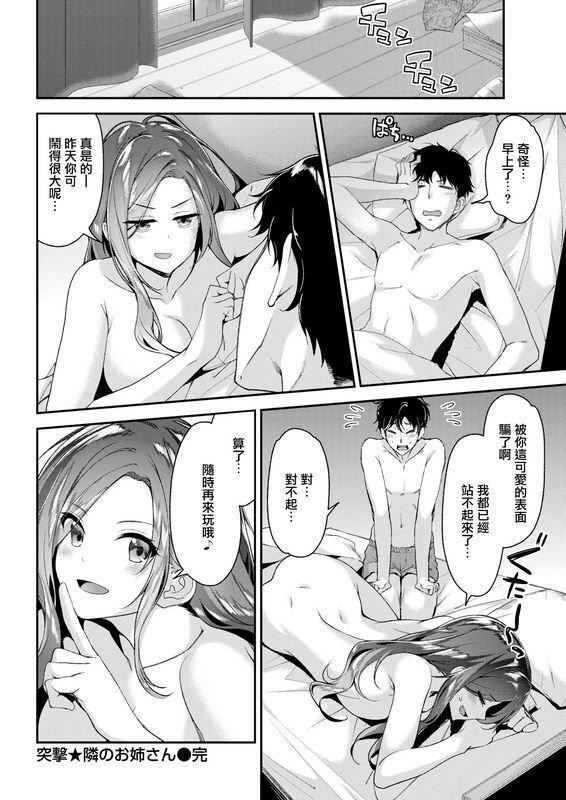 チュン
チュン
奇怪…
早上了…?
ぱち…
真是的—
昨天你可
鬧得很大呢…
被你這可愛的表面
騙了啊
我都已經
站不起來了…
對…
對不起…
くた～っ
算了…
隨時再來玩哦♪
突撃★隣のお姉さん●完